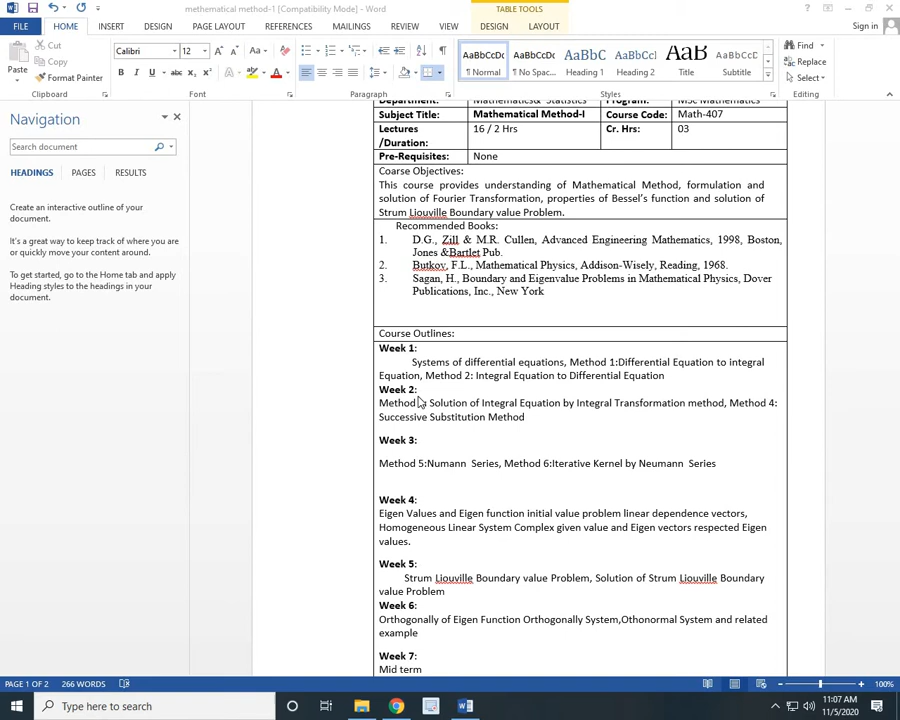 methematical method-1 [Compatibility Mode] - Word
TABLE TOOLS
FILE HOME INSERT DESIGN PAGE LAYOUT REFERENCES MAILINGS REVIEW VIEW DESIGN LAYOUT Sign in
Paste
Cut
Copy
Format Painter
Clipboard
Calibri 12
Font
Paragraph
AaBbCcDc AaBbCcDc AaBbC AaBbCcI AaB AaBbCcD
¶ Normal ¶ No Spac... Heading 1 Heading 2 Title Subtitle
Styles
Find
Replace
Select
Editing
Navigation
Search document
HEADINGS PAGES RESULTS
Create an interactive outline of your
document.
It's a great way to keep track of where you are
or quickly move your content around.
To get started, go to the Home tab and apply
Heading styles to the headings in your
document.
Department: Mathematics& Statistics Program: MSc Mathematics
Subject Title: Mathematical Method-I Course Code: Math-407
Lectures /Duration: 16 / 2 Hrs Cr. Hrs: 03
Pre-Requisites: None
Coarse Objectives:
This course provides understanding of Mathematical Method, formulation and
solution of Fourier Transformation, properties of Bessel's function and solution of
Strum Liouville Boundary value Problem.
Recommended Books:
1. D.G., Zill & M.R. Cullen, Advanced Engineering Mathematics, 1998, Boston,
Jones &Bartlet Pub.
2. Butkov, F.L., Mathematical Physics, Addison-Wisely, Reading, 1968.
3. Sagan, H., Boundary and Eigenvalue Problems in Mathematical Physics, Dover
Publications, Inc., New York
Course Outlines:
Week 1:
Systems of differential equations, Method 1:Differential Equation to integral
Equation, Method 2: Integral Equation to Differential Equation
Week 2:
Method : Solution of Integral Equation by Integral Transformation method, Method 4:
Successive Substitution Method
Week 3:
Method 5:Numann Series, Method 6:Iterative Kernel by Neumann Series
Week 4:
Eigen Values and Eigen function initial value problem linear dependence vectors,
Homogeneous Linear System Complex given value and Eigen vectors respected Eigen
values.
Week 5:
Strum Liouville Boundary value Problem, Solution of Strum Liouville Boundary
value Problem
Week 6:
Orthogonally of Eigen Function Orthogonally System,Othonormal System and related
example
Week 7:
Mid term
PAGE 1 OF 2 266 WORDS 100%
Type here to search
11:07 AM
11/5/2020